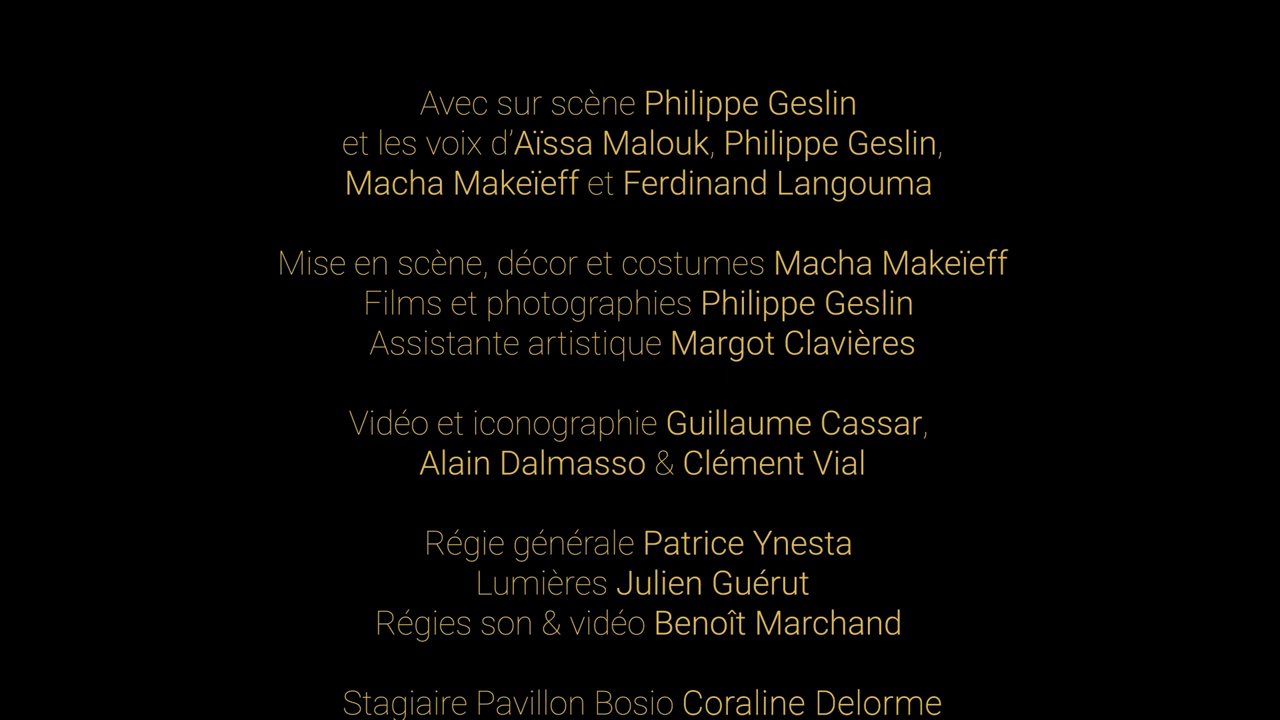 Avec sur scène Philippe Geslin
et les voix d’Aïssa Malouk, Philippe Geslin,
Macha Makeïeff et Ferdinand Langouma
Mise en scène, décor et costumes Macha Makeïeff
Films et photographies Philippe Geslin
Assistante artistique Margot Clavières
Vidéo et iconographie Guillaume Cassar,
Alain Dalmasso & Clément Vial
Régie générale Patrice Ynesta
Lumières Julien Guérut
Régies son & vidéo Benoît Marchand
Stagiaire Pavillon Bosio Coraline Delorme